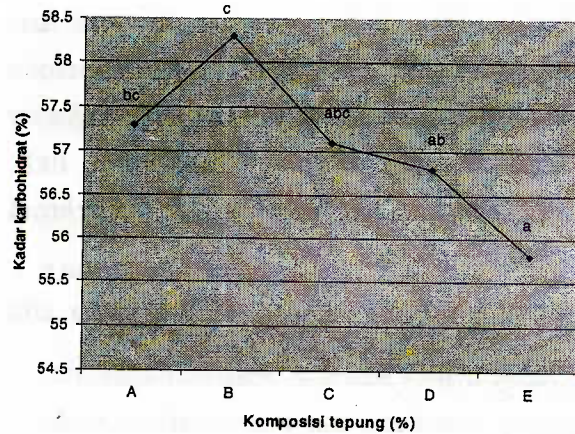 Kadar karbohidrat (%)
58.5
58
57.5
57
56.5
56
55.5
55
54.5
bc
c
abc
ab
a
A B C D E
Komposisi tepung (%)